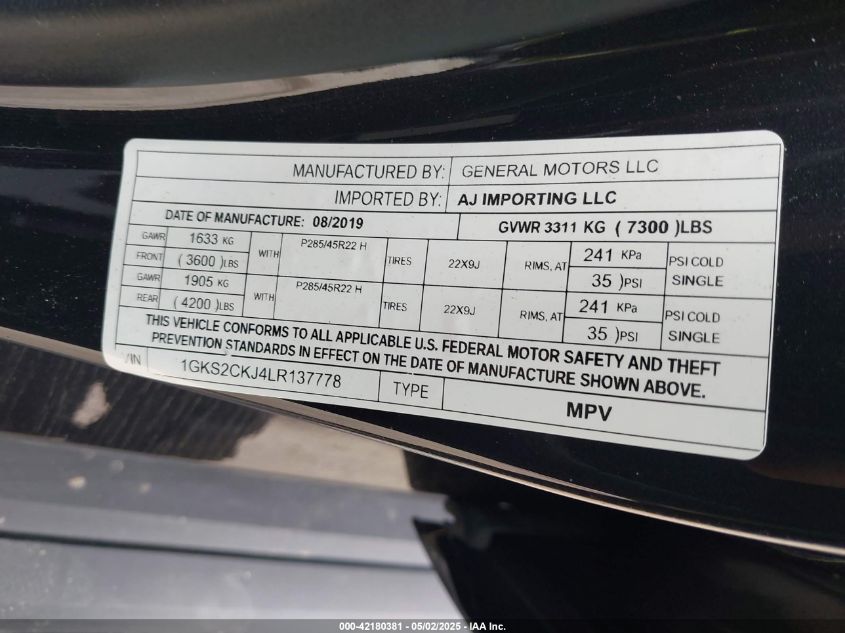 MANUFACTURED BY: GENERAL MOTORS LLC
IMPORTED BY: AJ IMPORTING LLC
DATE OF MANUFACTURE: 08/2019 GVWR 3311 KG ( 7300 )LBS
GAWR 1633 KG WITH P285/45R22 H TIRES 22X9J RIMS, AT 241 KPa PSI COLD
FRONT ( 3600 )LBS 35 )PSI SINGLE
GAWR 1905 KG WITH P285/45R22 H TIRES 22X9J RIMS, AT 241 KPa PSI COLD
REAR ( 4200 )LBS 35 )PSI SINGLE
THIS VEHICLE CONFORMS TO ALL APPLICABLE U.S. FEDERAL MOTOR SAFETY AND THEFT
PREVENTION STANDARDS IN EFFECT ON THE DATE OF MANUFACTURE SHOWN ABOVE.
VIN 1GKS2CKJ4LR137778 TYPE MPV
000-42180381 - 05/02/2025 - IAA Inc.